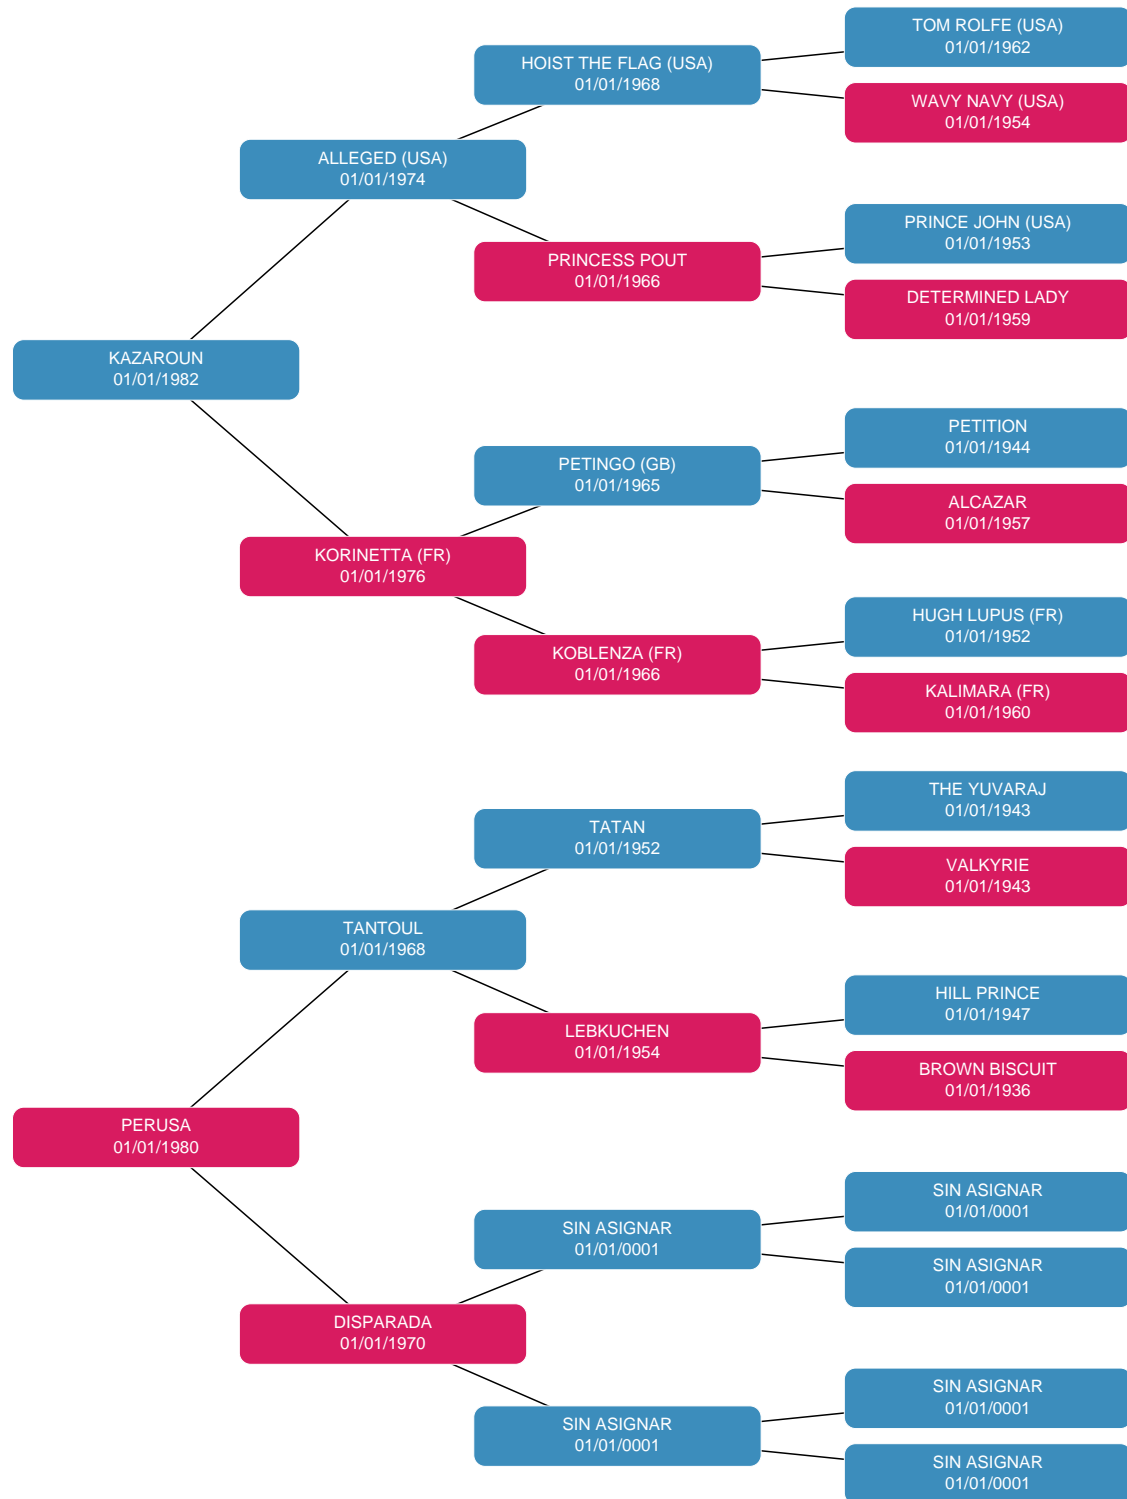 TOM ROLFE (USA)
01/01/1962
HOIST THE FLAG (USA)
01/01/1968
WAVY NAVY (USA)
01/01/1954
ALLEGED (USA)
01/01/1974
PRINCE JOHN (USA)
01/01/1953
PRINCESS POUT
01/01/1966
DETERMINED LADY
01/01/1959
KAZAROUN
01/01/1982
PETITION
01/01/1944
PETINGO (GB)
01/01/1965
ALCAZAR
01/01/1957
KORINETTA (FR)
01/01/1976
HUGH LUPUS (FR)
01/01/1952
KOBLENZA (FR)
01/01/1966
KALIMARA (FR)
01/01/1960
THE YUVARAJ
01/01/1943
TATAN
01/01/1952
VALKYRIE
01/01/1943
TANTOUL
01/01/1968
HILL PRINCE
01/01/1947
LEBKUCHEN
01/01/1954
BROWN BISCUIT
01/01/1936
PERUSA
01/01/1980
SIN ASIGNAR
01/01/0001
SIN ASIGNAR
01/01/0001
SIN ASIGNAR
01/01/0001
DISPARADA
01/01/1970
SIN ASIGNAR
01/01/0001
SIN ASIGNAR
01/01/0001
SIN ASIGNAR
01/01/0001